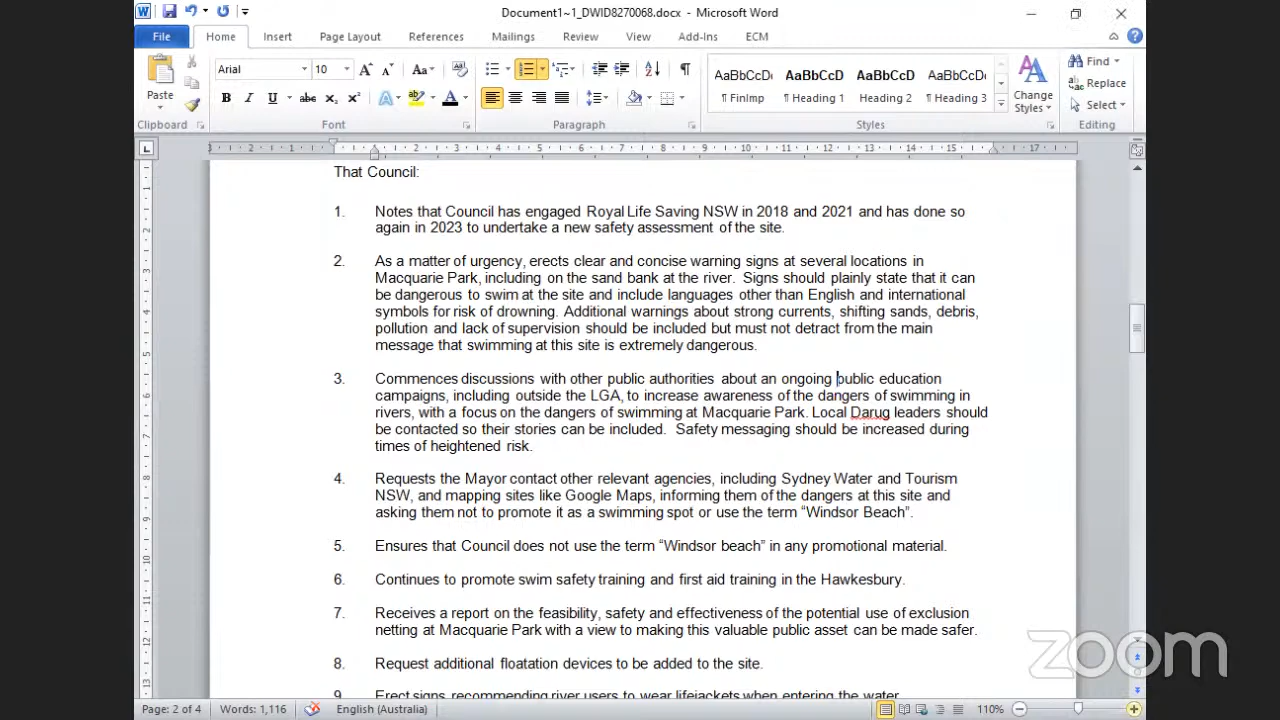 Document1~1_DWID8270068.docx - Microsoft Word
File Home Insert Page Layout References Mailings Review View Add-Ins ECM
Paste
Arial 10
AaBbCcDc AaBbCcD AaBbCcD AaBbCcDc
¶ FinImp ¶ Heading 1 Heading 2 ¶ Heading 3
Change Styles
Find
Replace
Select
Clipboard Font Paragraph Styles Editing
That Council:
1. Notes that Council has engaged Royal Life Saving NSW in 2018 and 2021 and has done so
again in 2023 to undertake a new safety assessment of the site.
2. As a matter of urgency, erects clear and concise warning signs at several locations in
Macquarie Park, including on the sand bank at the river. Signs should plainly state that it can
be dangerous to swim at the site and include languages other than English and international
symbols for risk of drowning. Additional warnings about strong currents, shifting sands, debris,
pollution and lack of supervision should be included but must not detract from the main
message that swimming at this site is extremely dangerous.
3. Commences discussions with other public authorities about an ongoing public education
campaigns, including outside the LGA, to increase awareness of the dangers of swimming in
rivers, with a focus on the dangers of swimming at Macquarie Park. Local Darug leaders should
be contacted so their stories can be included. Safety messaging should be increased during
times of heightened risk.
4. Requests the Mayor contact other relevant agencies, including Sydney Water and Tourism
NSW, and mapping sites like Google Maps, informing them of the dangers at this site and
asking them not to promote it as a swimming spot or use the term “Windsor Beach”.
5. Ensures that Council does not use the term “Windsor beach” in any promotional material.
6. Continues to promote swim safety training and first aid training in the Hawkesbury.
7. Receives a report on the feasibility, safety and effectiveness of the potential use of exclusion
netting at Macquarie Park with a view to making this valuable public asset can be made safer.
8. Request additional floatation devices to be added to the site.
9. Erect signs recommending river users to wear lifejackets when entering the water
zoom
Page: 2 of 4 Words: 1,116 English (Australia) 110%